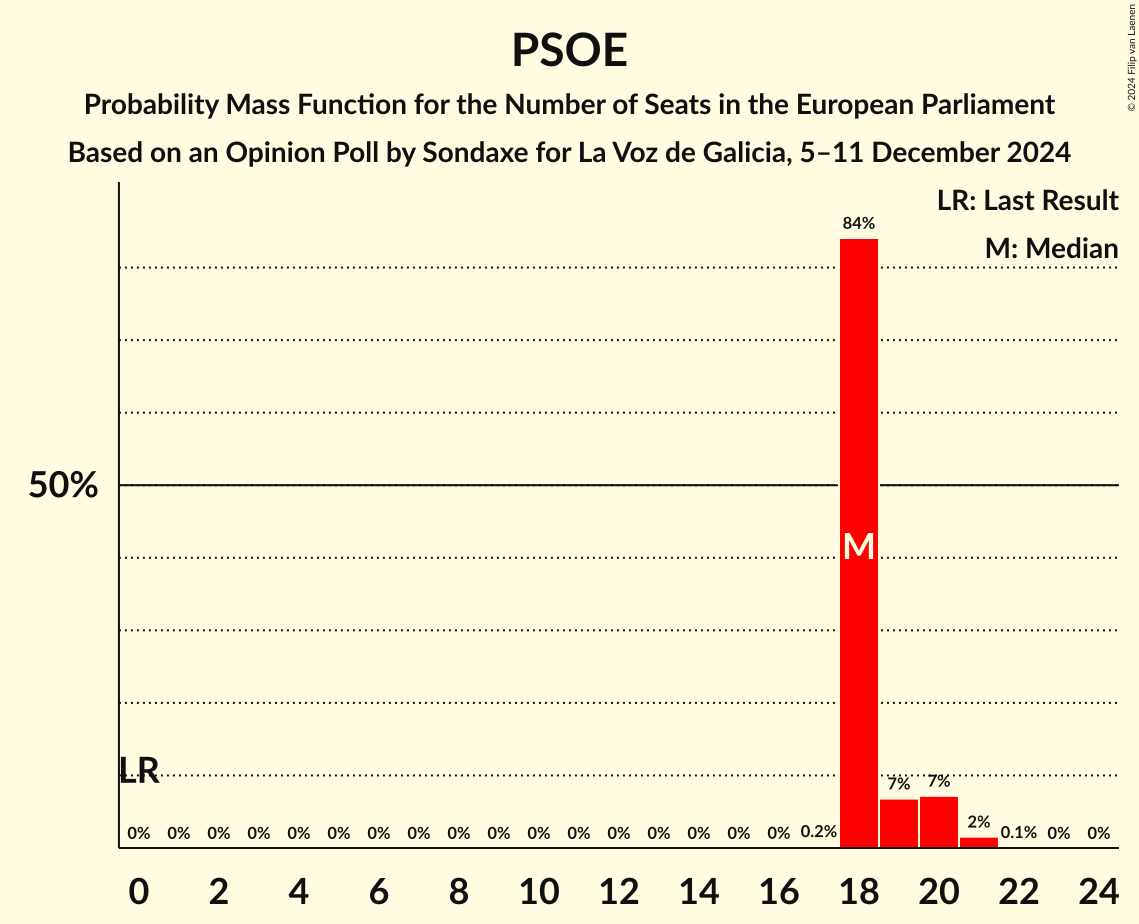 PSOE
Probability Mass Function for the Number of Seats in the European Parliament
Based on an Opinion Poll by Sondaxe for La Voz de Galicia, 5–11 December 2024
© 2024 Filip van Laenen
LR: Last Result
M: Median
84%
50%
M
LR
0% 0% 0% 0% 0% 0% 0% 0% 0% 0% 0% 0% 0% 0% 0% 0% 0% 0.2% 7% 7% 2% 0.1% 0% 0%
0 2 4 6 8 10 12 14 16 18 20 22 24